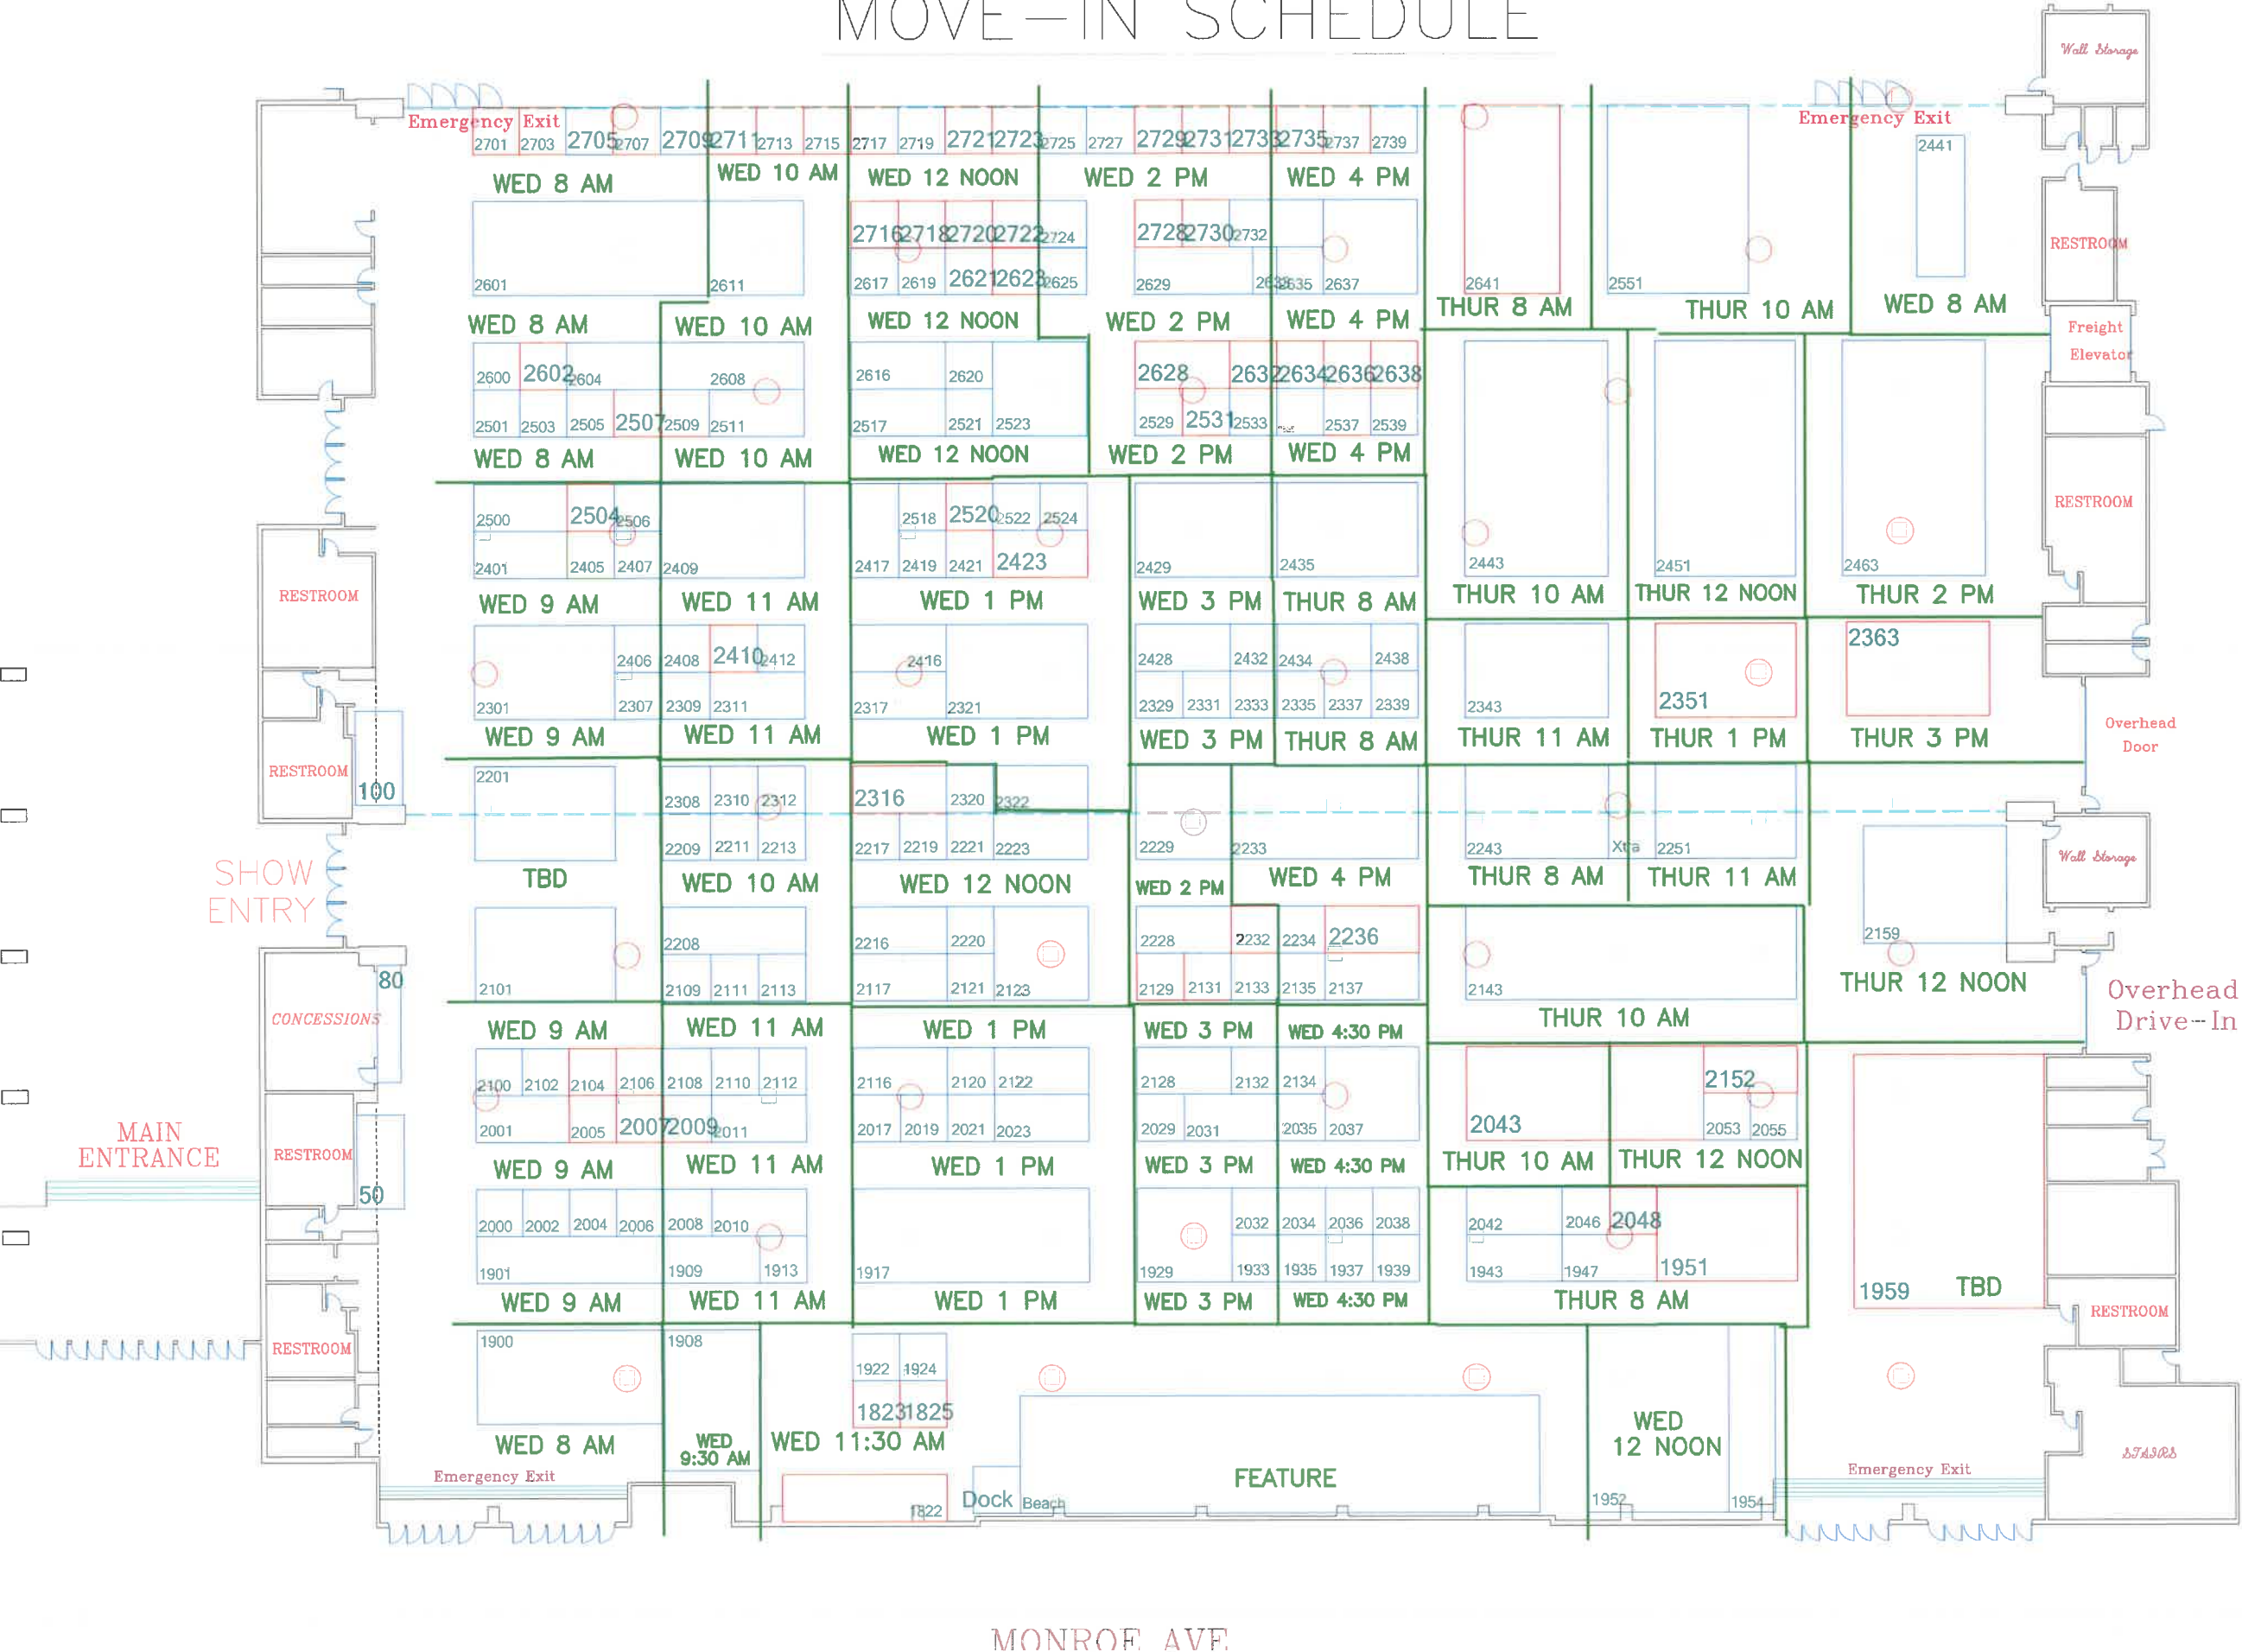 MOVE-IN SCHEDULE
Wall Storage
Emergency Exit
Emergency Exit
2701 2703 2705 2707 2709 2711 2713 2715 2717 2719 2721 2723 2725 2727 2729 2731 2733 2735 2737 2739
2441
WED 8 AM WED 10 AM WED 12 NOON WED 2 PM WED 4 PM
2716 2718 2720 2722 2724 2728 2730 2732
RESTROOM
2601 2611 2617 2619 2621 2623 2625 2629 2633 2635 2637 2641 2551
THUR 8 AM THUR 10 AM WED 8 AM
WED 8 AM WED 10 AM WED 12 NOON WED 2 PM WED 4 PM
Freight
Elevator
2600 2602 2604 2608 2616 2620 2628 2632 2634 2636 2638
2501 2503 2505 2507 2509 2511 2517 2521 2523 2529 2531 2533 2537 2539
WED 8 AM WED 10 AM WED 12 NOON WED 2 PM WED 4 PM
RESTROOM
2500 2504 2506 2518 2520 2522 2524
2401 2405 2407 2409 2417 2419 2421 2423 2429 2435 2443 2451 2463
RESTROOM
WED 9 AM WED 11 AM WED 1 PM WED 3 PM THUR 8 AM THUR 10 AM THUR 12 NOON THUR 2 PM
2363
2406 2408 2410 2412 2416 2428 2432 2434 2438
2301 2307 2309 2311 2317 2321 2329 2331 2333 2335 2337 2339 2343 2351
WED 9 AM WED 11 AM WED 1 PM WED 3 PM THUR 8 AM THUR 11 AM THUR 1 PM THUR 3 PM
Overhead
Door
RESTROOM
100
2201
2308 2310 2312 2316 2320 2322
2209 2211 2213 2217 2219 2221 2223 2229 2233 2243 Xtra 2251
Wall Storage
SHOW
ENTRY
TBD WED 10 AM WED 12 NOON WED 2 PM WED 4 PM THUR 8 AM THUR 11 AM
2208 2216 2220 2228 2232 2234 2236 2159
80
2101 2109 2111 2113 2117 2121 2123 2129 2131 2133 2135 2137 2143
THUR 12 NOON
CONCESSIONS
Overhead
Drive-In
WED 9 AM WED 11 AM WED 1 PM WED 3 PM WED 4:30 PM THUR 10 AM
2100 2102 2104 2106 2108 2110 2112 2116 2120 2122 2128 2132 2134 2152
2001 2005 2007 2009 2011 2017 2019 2021 2023 2029 2031 2035 2037 2043 2053 2055
MAIN
ENTRANCE
RESTROOM
50
WED 9 AM WED 11 AM WED 1 PM WED 3 PM WED 4:30 PM THUR 10 AM THUR 12 NOON
2000 2002 2004 2006 2008 2010 2032 2034 2036 2038 2042 2046 2048
1901 1909 1913 1917 1929 1933 1935 1937 1939 1943 1947 1951 1959 TBD
WED 9 AM WED 11 AM WED 1 PM WED 3 PM WED 4:30 PM THUR 8 AM
RESTROOM
RESTROOM
1900 1908
1922 1924
1823 1825
WED 8 AM WED
9:30 AM WED 11:30 AM
WED
12 NOON
STAIRS
Emergency Exit
FEATURE
Emergency Exit
1822 Dock Beach 1952 1954
MONROE AVE